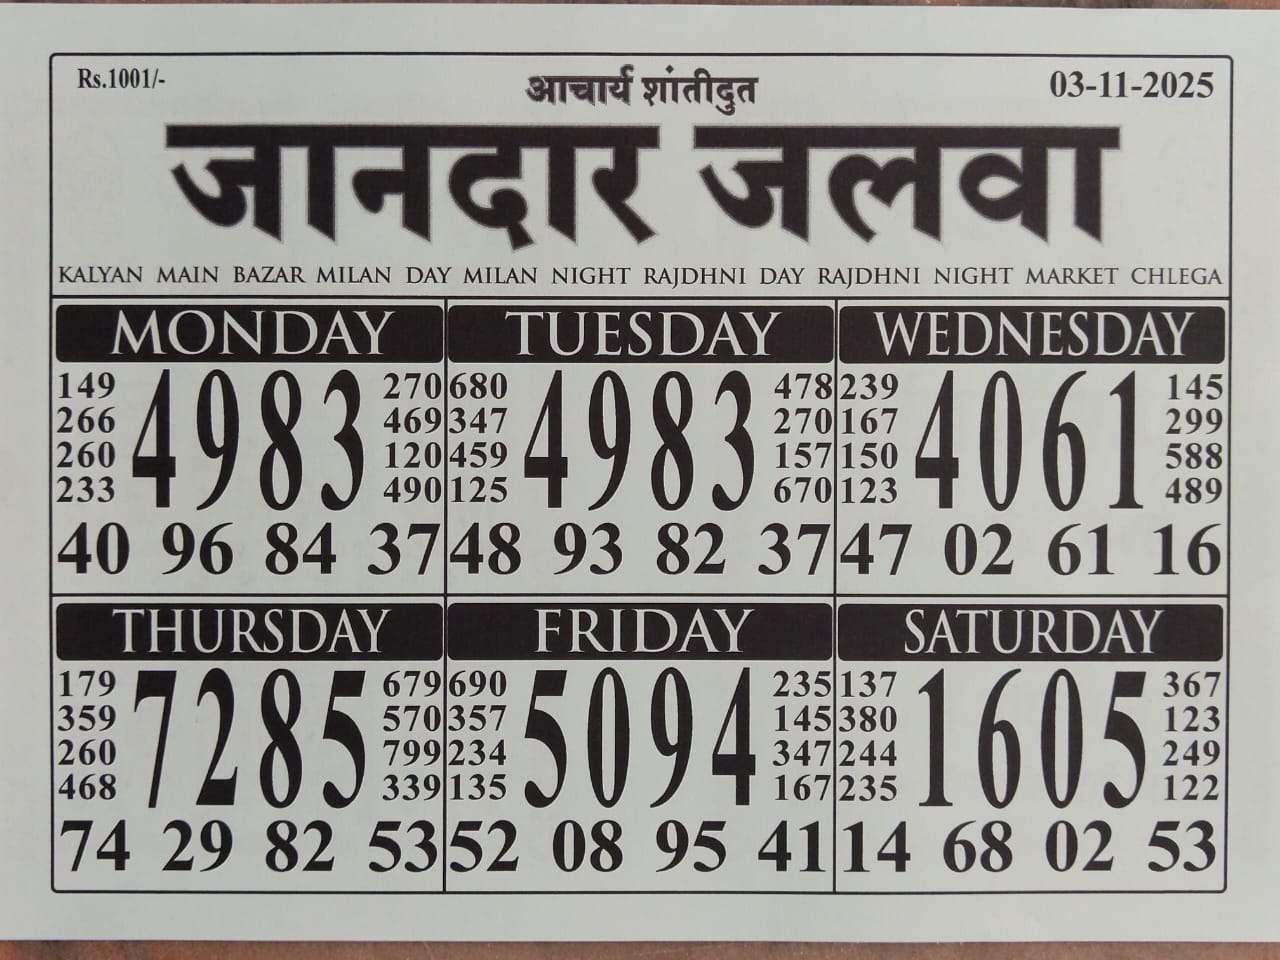 Rs.1001/- आचार्य शांतीदुत 03-11-2025
जानदार जलवा
KALYAN MAIN BAZAR MILAN DAY MILAN NIGHT RAJDHNI DAY RAJDHNI NIGHT MARKET CHLEGA
MONDAY
149 270
266 469
4983
260 120
233 490
40 96 84 37
TUESDAY
680 478
347 270
4983
459 157
125 670
48 93 82 37
WEDNESDAY
239 145
167 299
4061
150 588
123 489
47 02 61 16
THURSDAY
179 679
359 570
7285
260 799
468 339
74 29 82 53
FRIDAY
690 235
357 145
5094
234 347
135 167
52 08 95 41
SATURDAY
137 367
380 123
1605
244 249
235 122
14 68 02 53